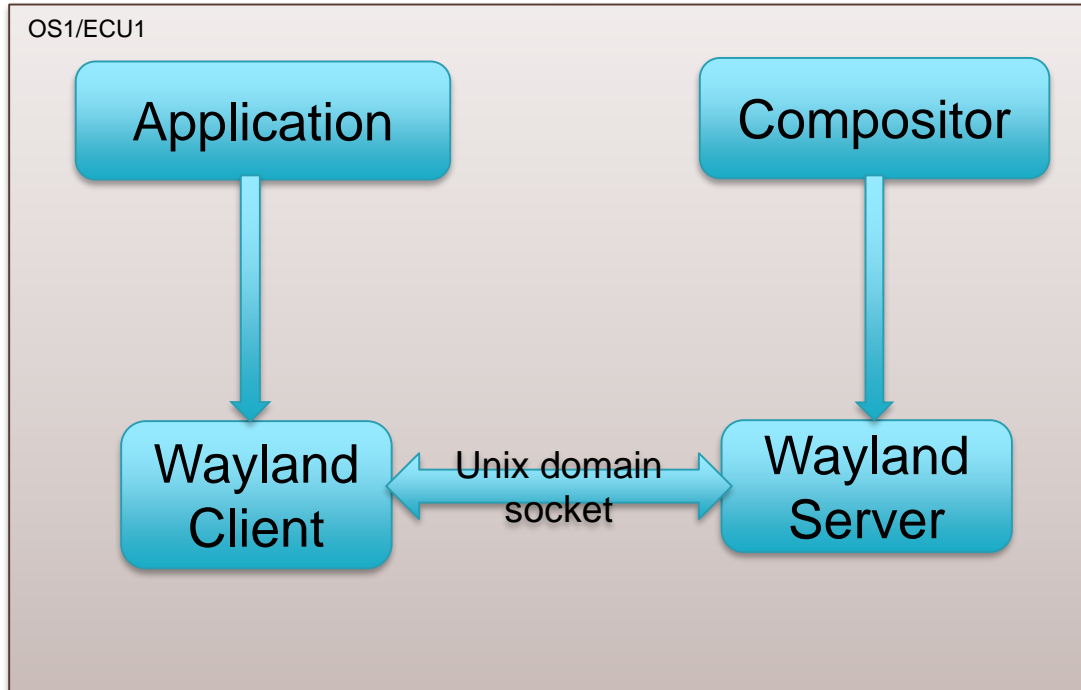 OS1/ECU1
Application
Compositor
Wayland
Client
Unix domain
socket
Wayland
Server